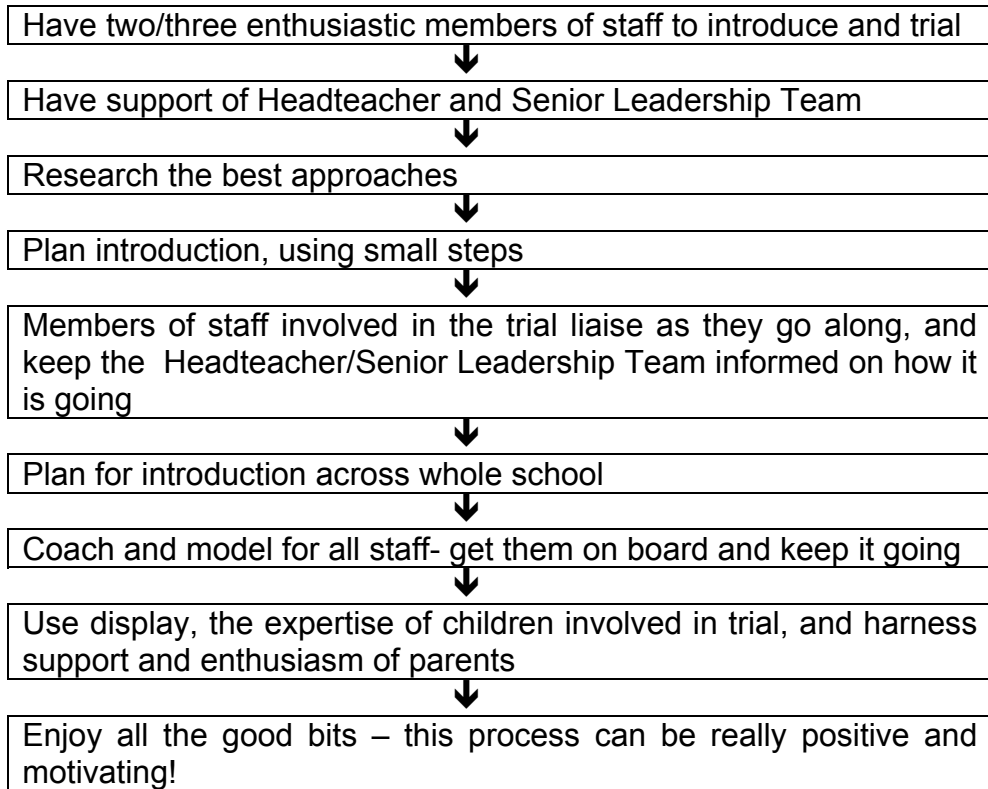 Have two/three enthusiastic members of staff to introduce and trial
Have support of Headteacher and Senior Leadership Team
Research the best approaches
Plan introduction, using small steps
Members of staff involved in the trial liaise as they go along, and
keep the Headteacher/Senior Leadership Team informed on how it
is going
Plan for introduction across whole school
Coach and model for all staff- get them on board and keep it going
Use display, the expertise of children involved in trial, and harness
support and enthusiasm of parents
Enjoy all the good bits – this process can be really positive and
motivating!